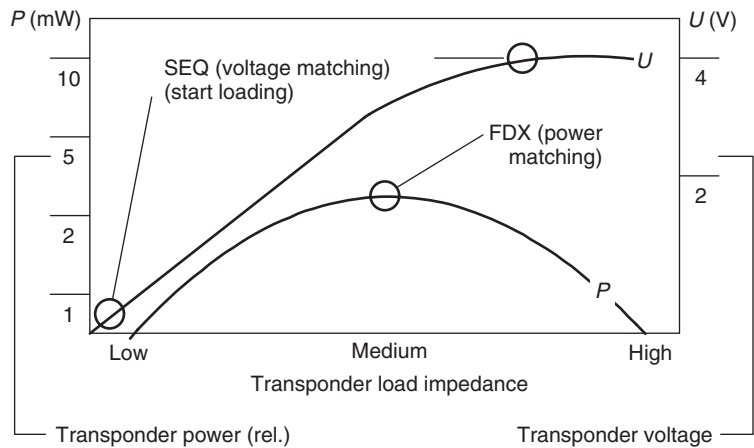 P (mW)
U (V)
10
5
2
1
4
2
SEQ (voltage matching)
(start loading)
FDX (power
matching)
U
P
Low
Medium
High
Transponder load impedance
Transponder power (rel.)
Transponder voltage